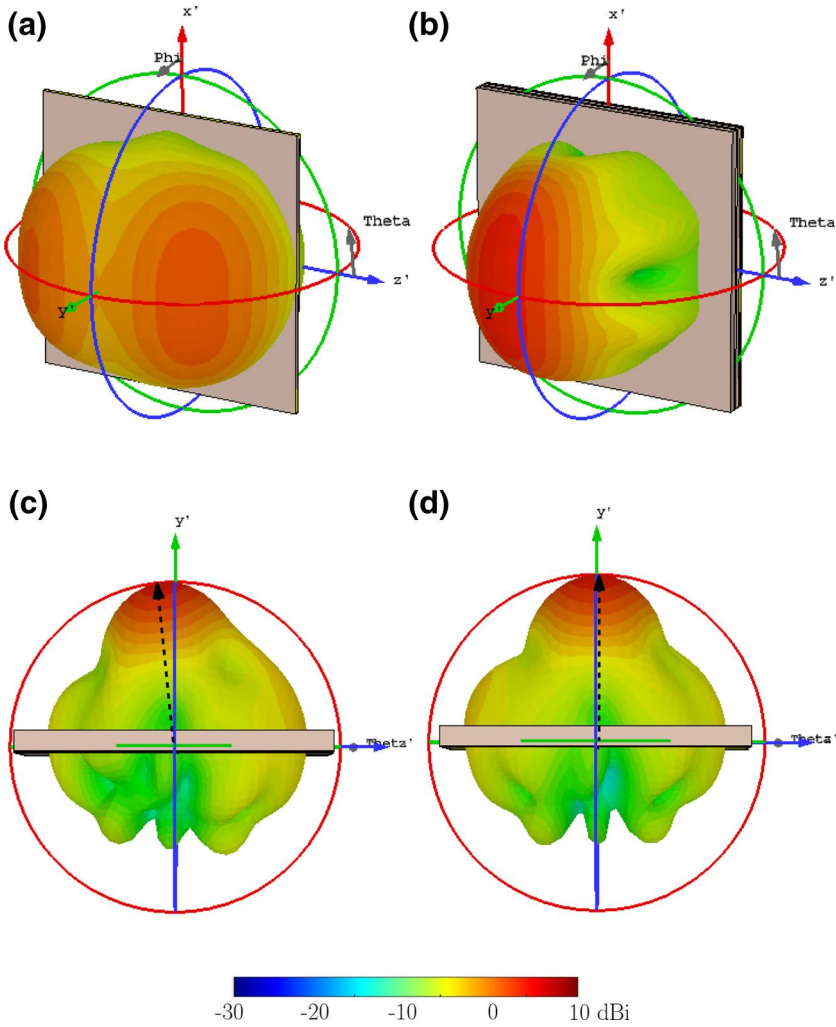 (a)
x'
Phi
Theta
z'
y'
(b)
x'
Phi
Theta
z'
y'
(c)
y'
Thetz'
(d)
y'
Thetz'
-30 -20 -10 0 10 dBi